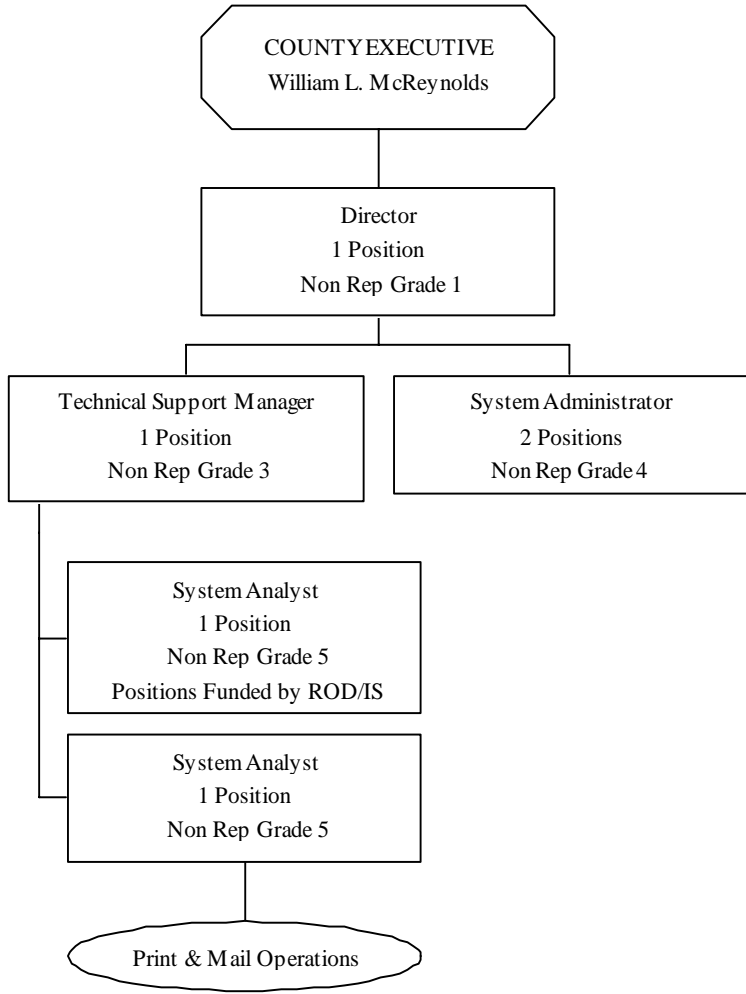 COUNTY EXECUTIVE
William L. McReynolds
Director
1 Position
Non Rep Grade 1
Technical Support Manager
1 Position
Non Rep Grade 3
System Administrator
2 Positions
Non Rep Grade 4
System Analyst
1 Position
Non Rep Grade 5
Positions Funded by ROD/IS
System Analyst
1 Position
Non Rep Grade 5
Print & Mail Operations